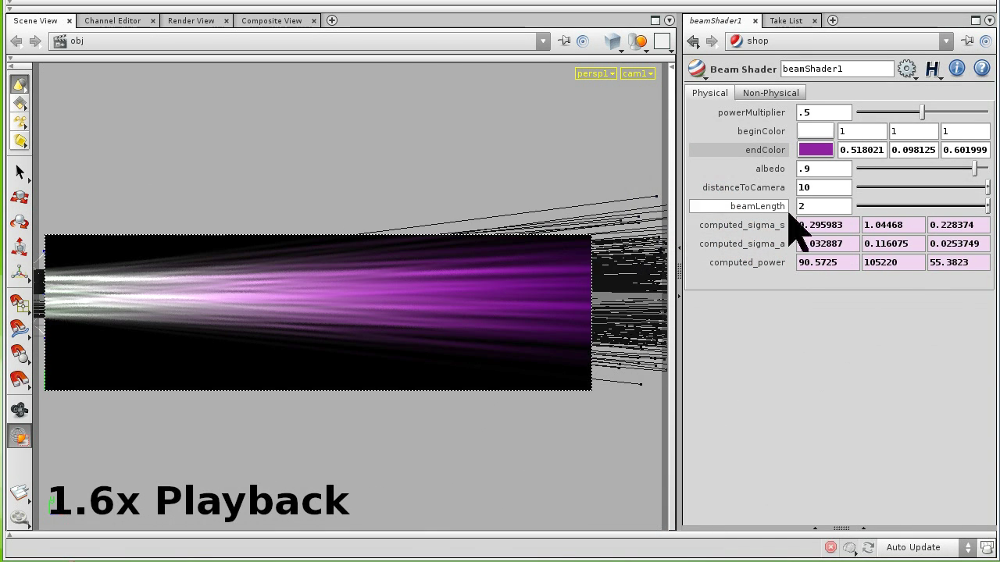 Scene View
Channel Editor
Render View
Composite View
beamShader1
Take List
obj
shop
persp1
cam1
Beam Shader
beamShader1
Physical
Non-Physical
powerMultiplier .5
beginColor 1 1 1
endColor 0.518021 0.098125 0.601999
albedo .9
distanceToCamera 10
beamLength 2
computed_sigma_s .295983 1.04468 0.228374
computed_sigma_a .032887 0.116075 0.0253749
computed_power 90.5725 105220 55.3823
1.6x Playback
Auto Update